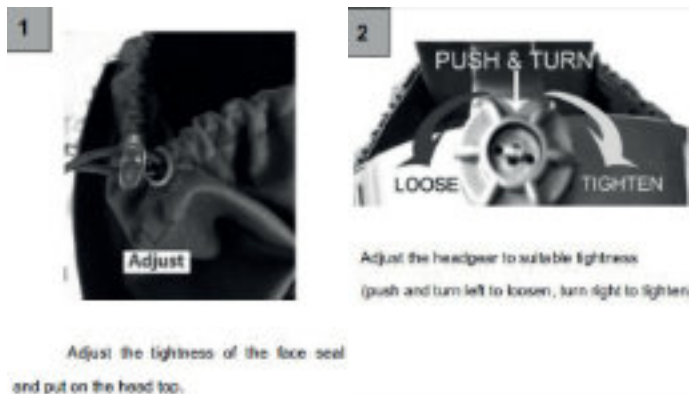 1
Adjust
Adjust the tightness of the face seal
and put on the head top.
2
PUSH & TURN
LOOSE
TIGHTEN
Adjust the headgear to suitable tightness
(push and turn left to loosen, turn right to tighten)